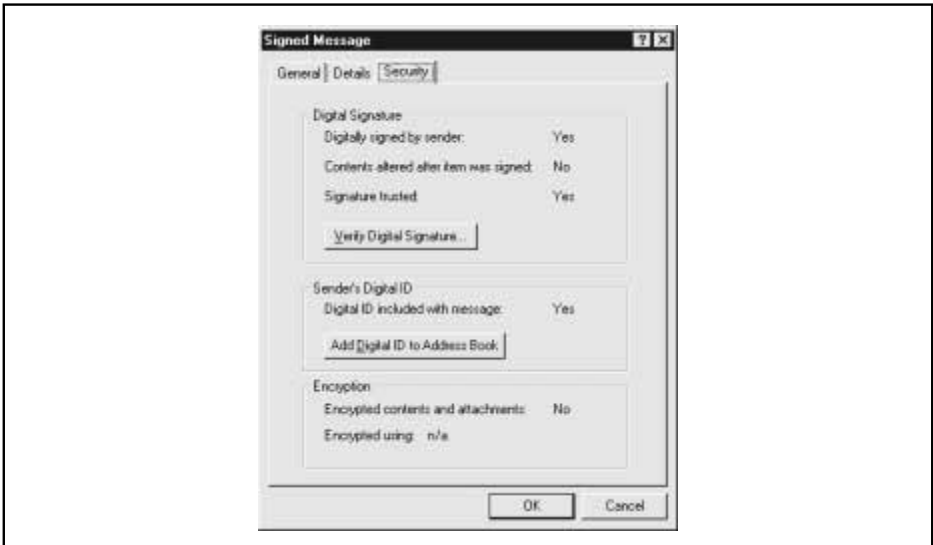 Signed Message
General Details Security
Digital Signature
Digitally signed by sender: Yes
Contents altered after item was signed: No
Signature trusted: Yes
Verify Digital Signature...
Sender's Digital ID
Digital ID included with message: Yes
Add Digital ID to Address Book
Encryption
Encrypted contents and attachments: No
Encrypted using: n/a
OK Cancel